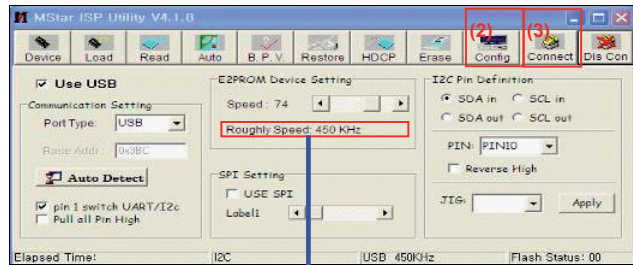 MStar ISP Utility V4.1.0
(2) (3)
Device Load Read Auto B.P.V. Restore HDCP Erase Config Connect Dis Con
Use USB
Communication Setting
Port Type: USB
Base Addr: 0x3BC
Auto Detect
pin 1 switch UART/I2c
Pull all Pin High
E2PROM Device Setting
Speed: 74
Roughly Speed: 450 KHz
SPI Setting
USE SPI
Label1
I2C Pin Definition
SDA in SCL in
SDA out SCL out
PIN: PIN10
Reverse High
JIG: Apply
Elapsed Time: I2C USB 450KHz Flash Status: 00